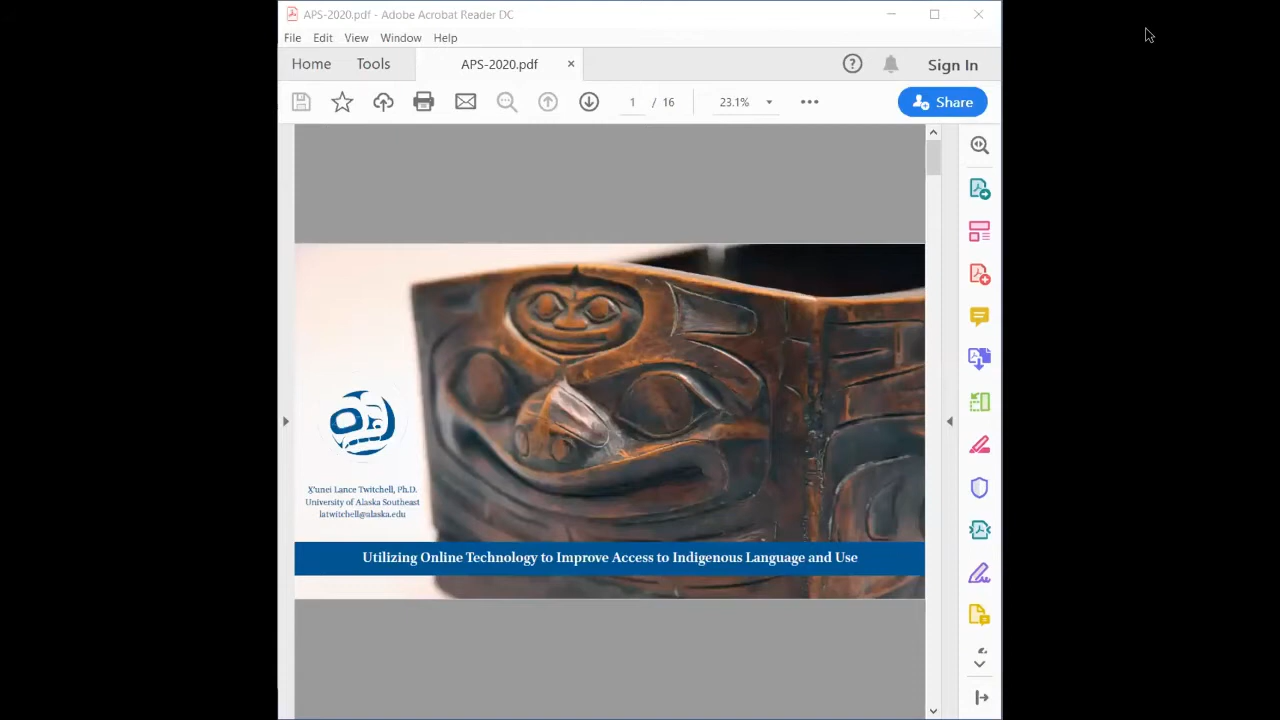 APS-2020.pdf - Adobe Acrobat Reader DC
File Edit View Window Help
Home Tools APS-2020.pdf × Sign In
1 / 16 23.1% Share
X̱'unei Lance Twitchell, Ph.D.
University of Alaska Southeast
latwitchell@alaska.edu
Utilizing Online Technology to Improve Access to Indigenous Language and Use